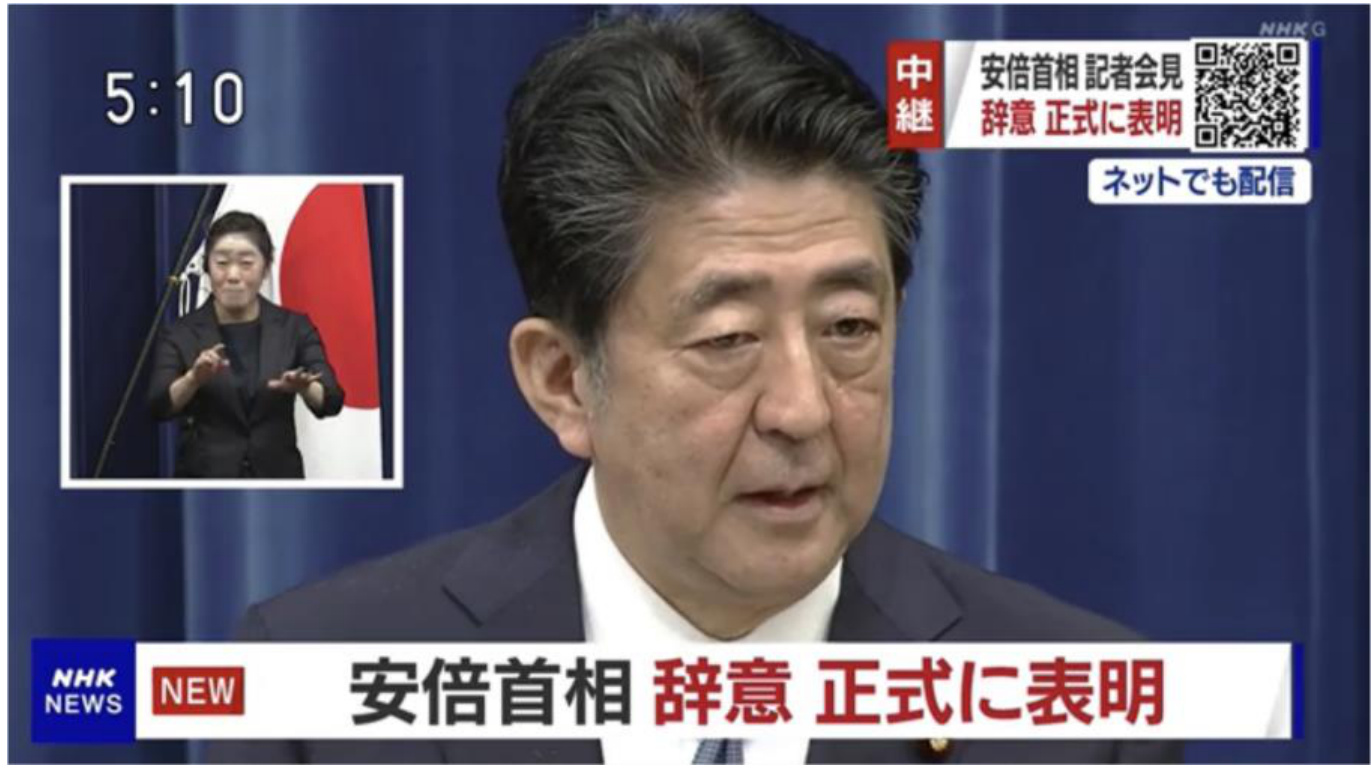 NHK G
5:10
中継
安倍首相 記者会見
辞意 正式に表明
ネットでも配信
NHK
NEWS
NEW
安倍首相 辞意 正式に表明